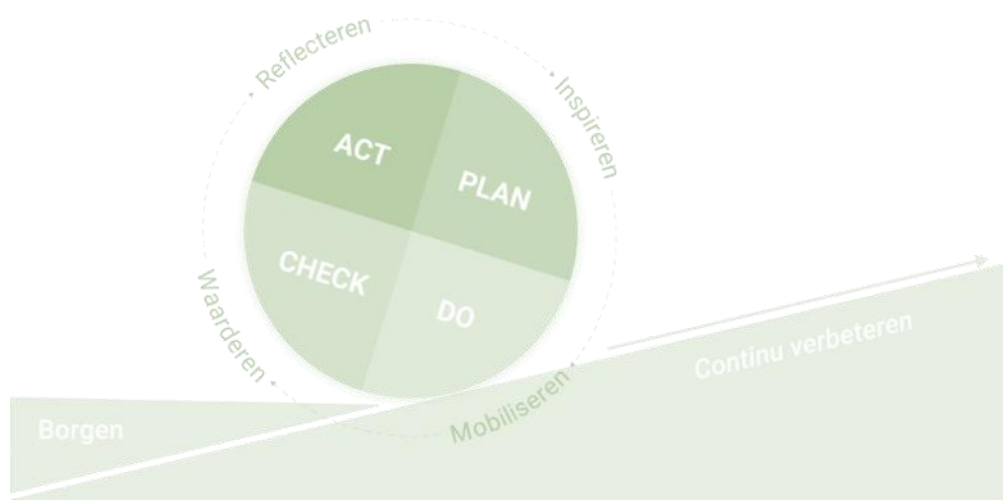 Reflecteren
Inspireren
ACT
PLAN
CHECK
DO
Waarderen
Mobiliseren
Continu verbeteren
Borgen